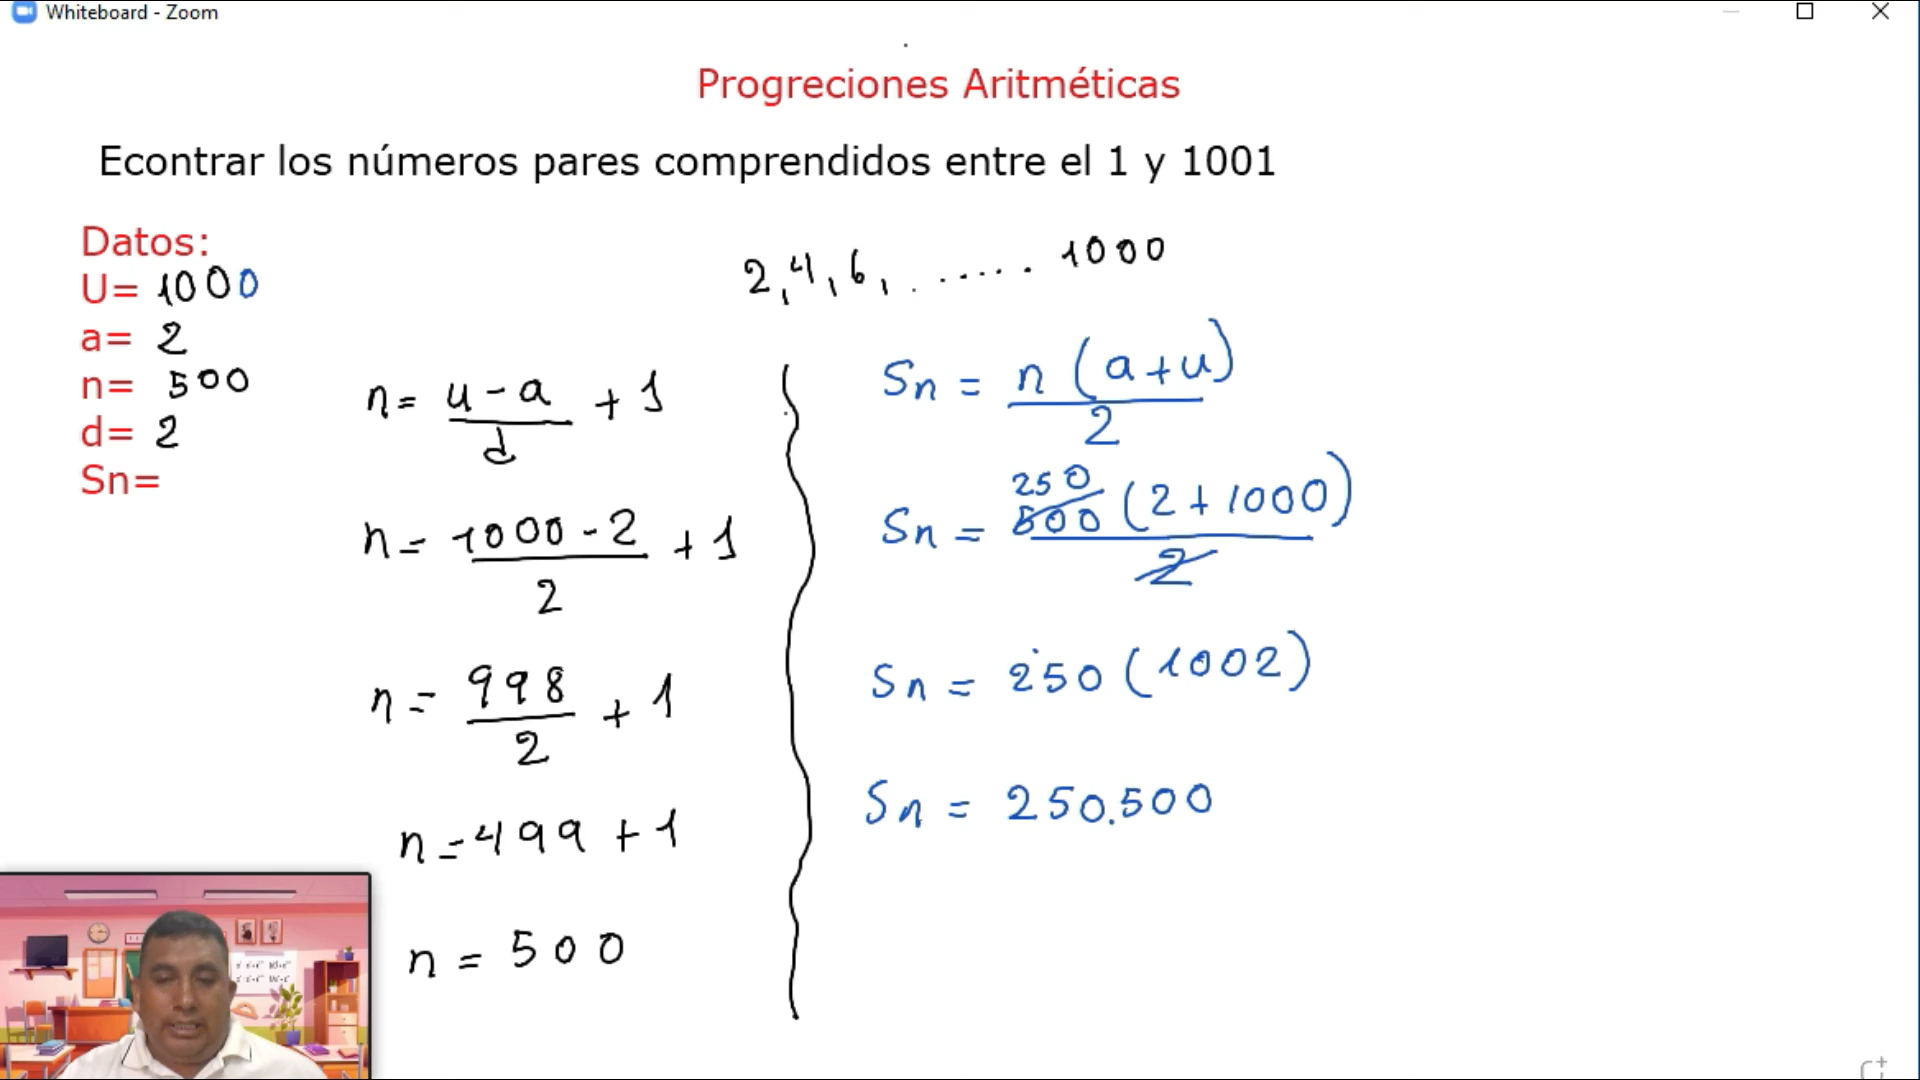 Whiteboard - Zoom
Progreciones Aritméticas
Econtrar los números pares comprendidos entre el 1 y 1001
Datos:
U= 1000
a= 2
n= 500
d= 2
Sn=
2, 4, 6, . ..... 1000
n = u - a + 1
d
n = 1000 - 2 + 1
2
n = 998 + 1
2
n = 499 + 1
n = 500
Sn = n (a+u)
2
250
Sn = 500 (2 + 1000)
2
Sn = 250 (1002)
Sn = 250.500